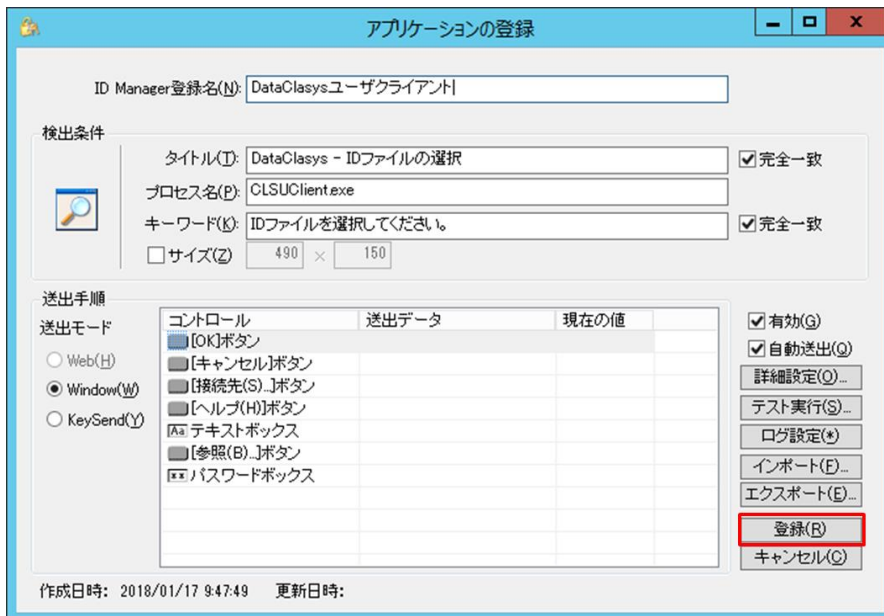 アプリケーションの登録
ID Manager登録名(N): DataClasysユーザクライアント
検出条件
タイトル(T): DataClasys - IDファイルの選択 完全一致
プロセス名(P): CLSUClient.exe
キーワード(K): IDファイルを選択してください。 完全一致
サイズ(Z) 490 × 150
送出手順
送出モード
Web(H)
Window(W)
KeySend(Y)
コントロール 送出データ 現在の値
[OK]ボタン
[キャンセル]ボタン
[接続先(S)...]ボタン
[ヘルプ(H)]ボタン
Aa テキストボックス
[参照(B)...]ボタン
** パスワードボックス
有効(G)
自動送出(Q)
詳細設定(O)...
テスト実行(S)...
ログ設定(*)
インポート(F)...
エクスポート(E)...
登録(R)
キャンセル(C)
作成日時: 2018/01/17 9:47:49 更新日時: